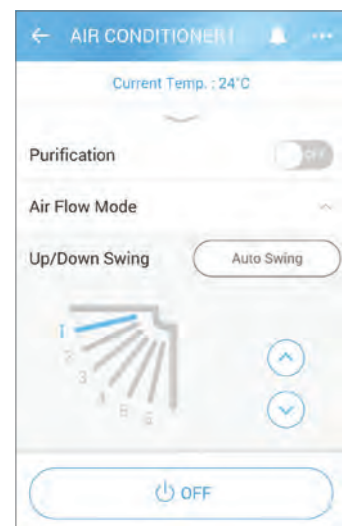 AIR CONDITIONER
Current Temp. : 24°C
Purification
OFF
Air Flow Mode
Up/Down Swing
Auto Swing
1
2
3
4
5
6
OFF